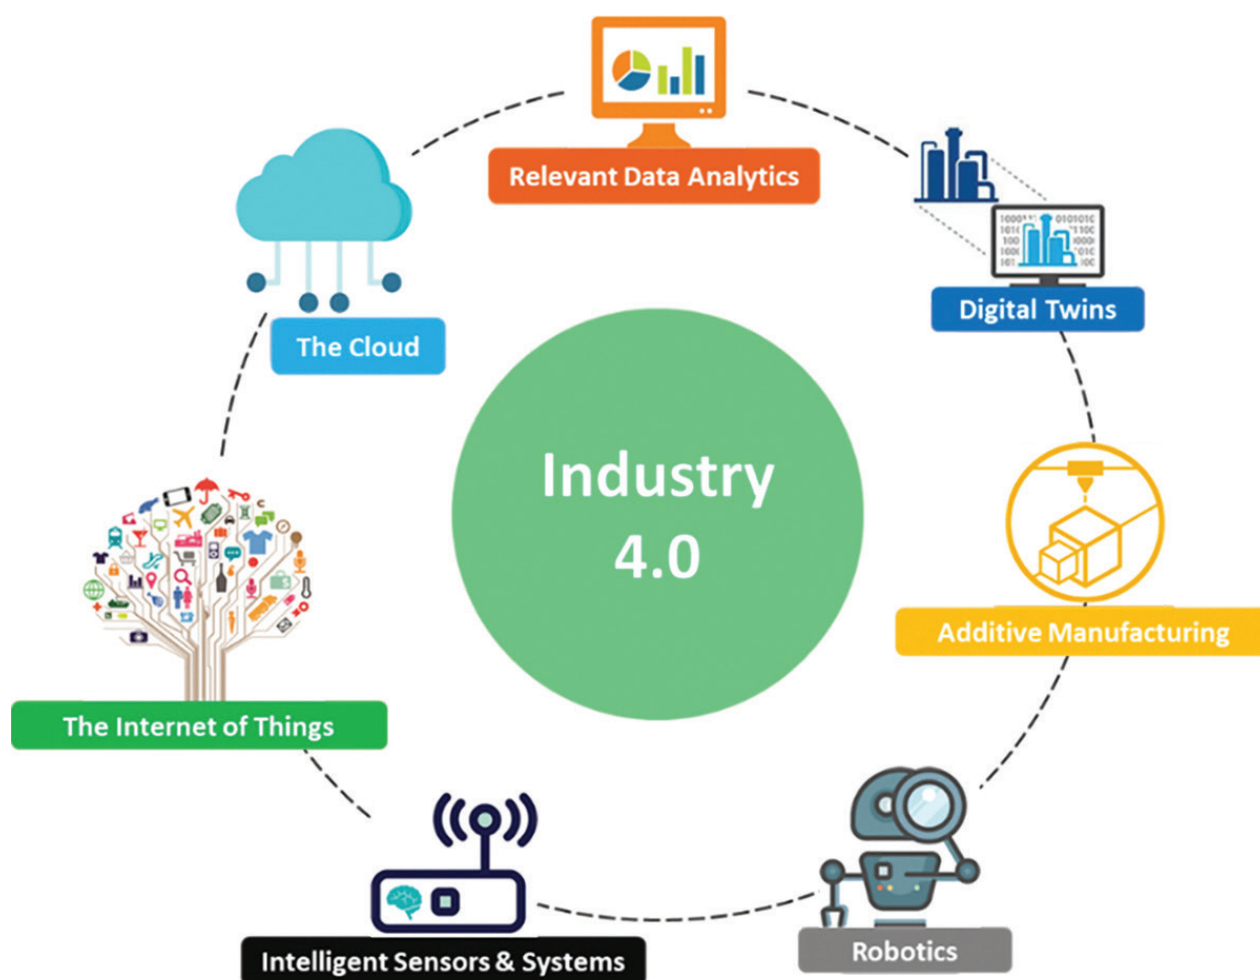 Relevant Data Analytics
The Cloud
Digital Twins
Industry
4.0
Additive Manufacturing
The Internet of Things
Robotics
Intelligent Sensors & Systems